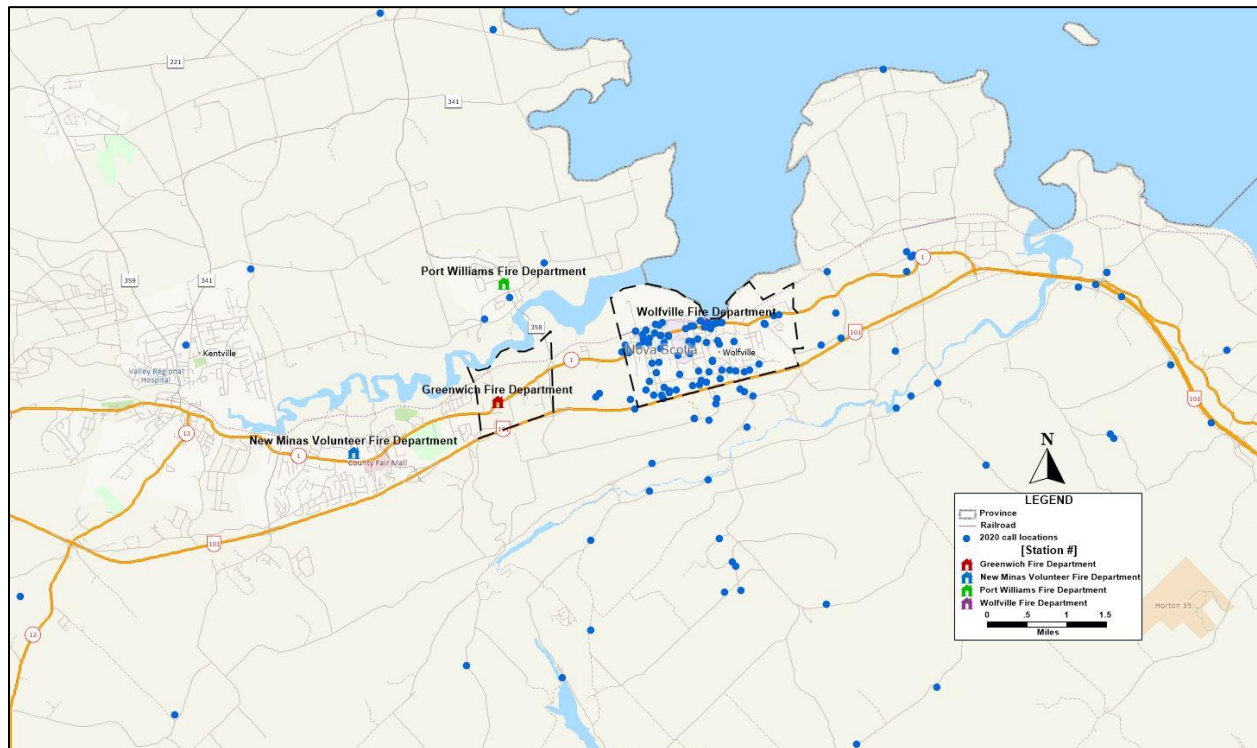 221
341
359
341
Port Williams Fire Department
358
1
Wolfville Fire Department
101
Kentville
Nova Scotia
Wolfville
1
Valley Regional
Hospital
Greenwich Fire Department
101
12
New Minas Volunteer Fire Department
1
County Fair Mall
101
N
LEGEND
Province
Railroad
2020 call locations
[Station #]
Greenwich Fire Department
New Minas Volunteer Fire Department
Port Williams Fire Department
Wolfville Fire Department
0 .5 1 1.5
Miles
101
Horton 35
12